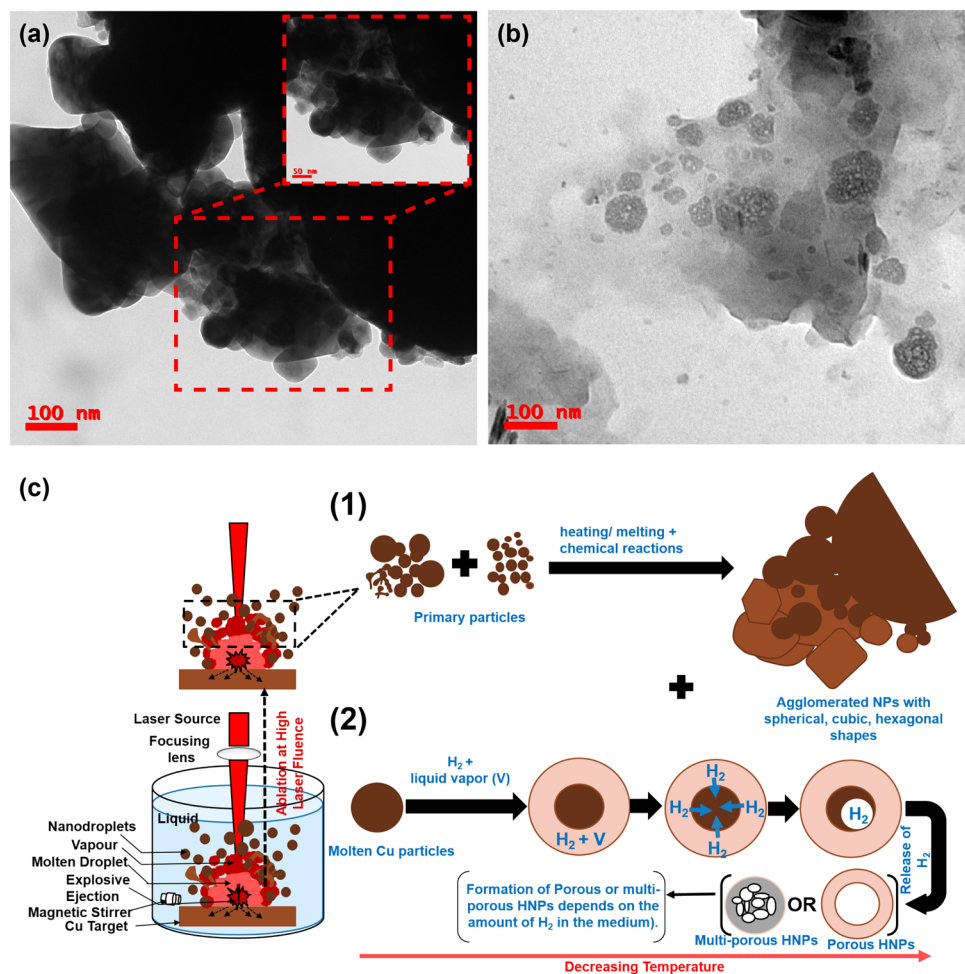 (a)
50 nm
100 nm
(b)
100 nm
(c)
Laser Source
Focusing
lens
Liquid
Nanodroplets
Vapour
Molten Droplet
Explosive
Ejection
Magnetic Stirrer
Cu Target
Ablation at High
Laser Fluence
(1)
Primary particles
heating/ melting +
chemical reactions
Agglomerated NPs with
spherical, cubic, hexagonal
shapes
(2)
Molten Cu particles
H₂ +
liquid vapor (V)
H₂ + V
H₂
H₂
H₂
H₂
H₂
Release of
H₂
Porous HNPs
OR
Multi-porous HNPs
Formation of Porous or multi-
porous HNPs depends on the
amount of H₂ in the medium).
Decreasing Temperature